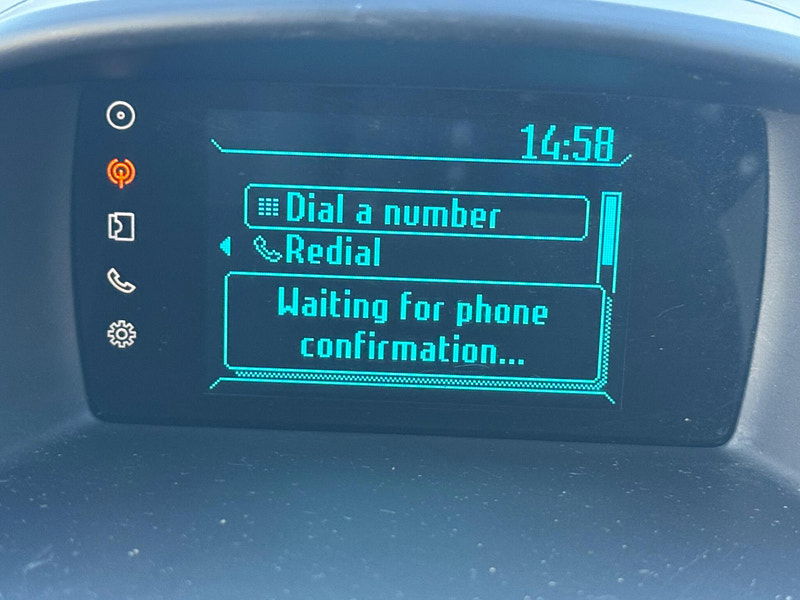 14:58
Dial a number
Redial
Waiting for phone
confirmation...